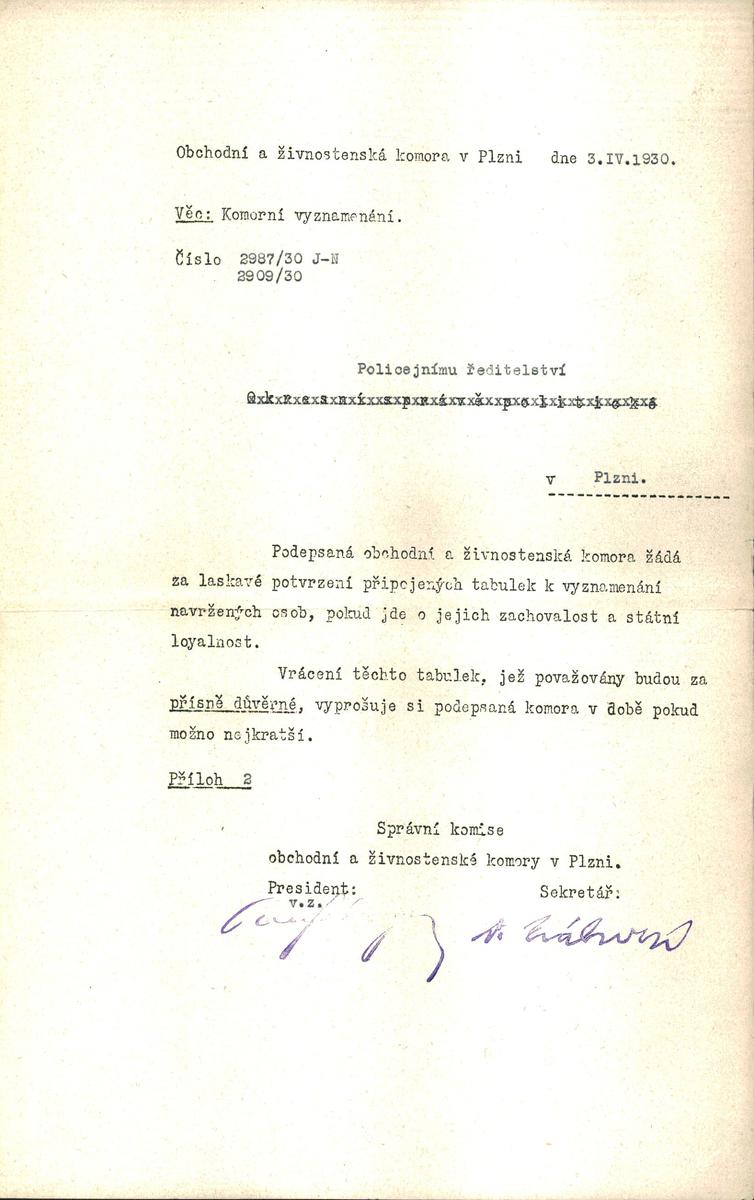 Obchodní a živnostenská komora v Plzni dne 3.IV.1930.
Věc: Komorní vyznamenání.
Číslo 2987/30 J-N
2909/30
Policejnímu ředitelství
Okresní správě politické
v Plzni.
Podepsaná obchodní a živnostenská komora žádá
za laskavé potvrzení připojených tabulek k vyznamenání
navržených osob, pokud jde o jejich zachovalost a státní
loyalnost.
Vrácení těchto tabulek, jež považovány budou za
přísně důvěrné, vyprošuje si podepsaná komora v době pokud
možno nejkratší.
Příloh 2
Správní komise
obchodní a živnostenské komory v Plzni.
President: Sekretář:
v.z.